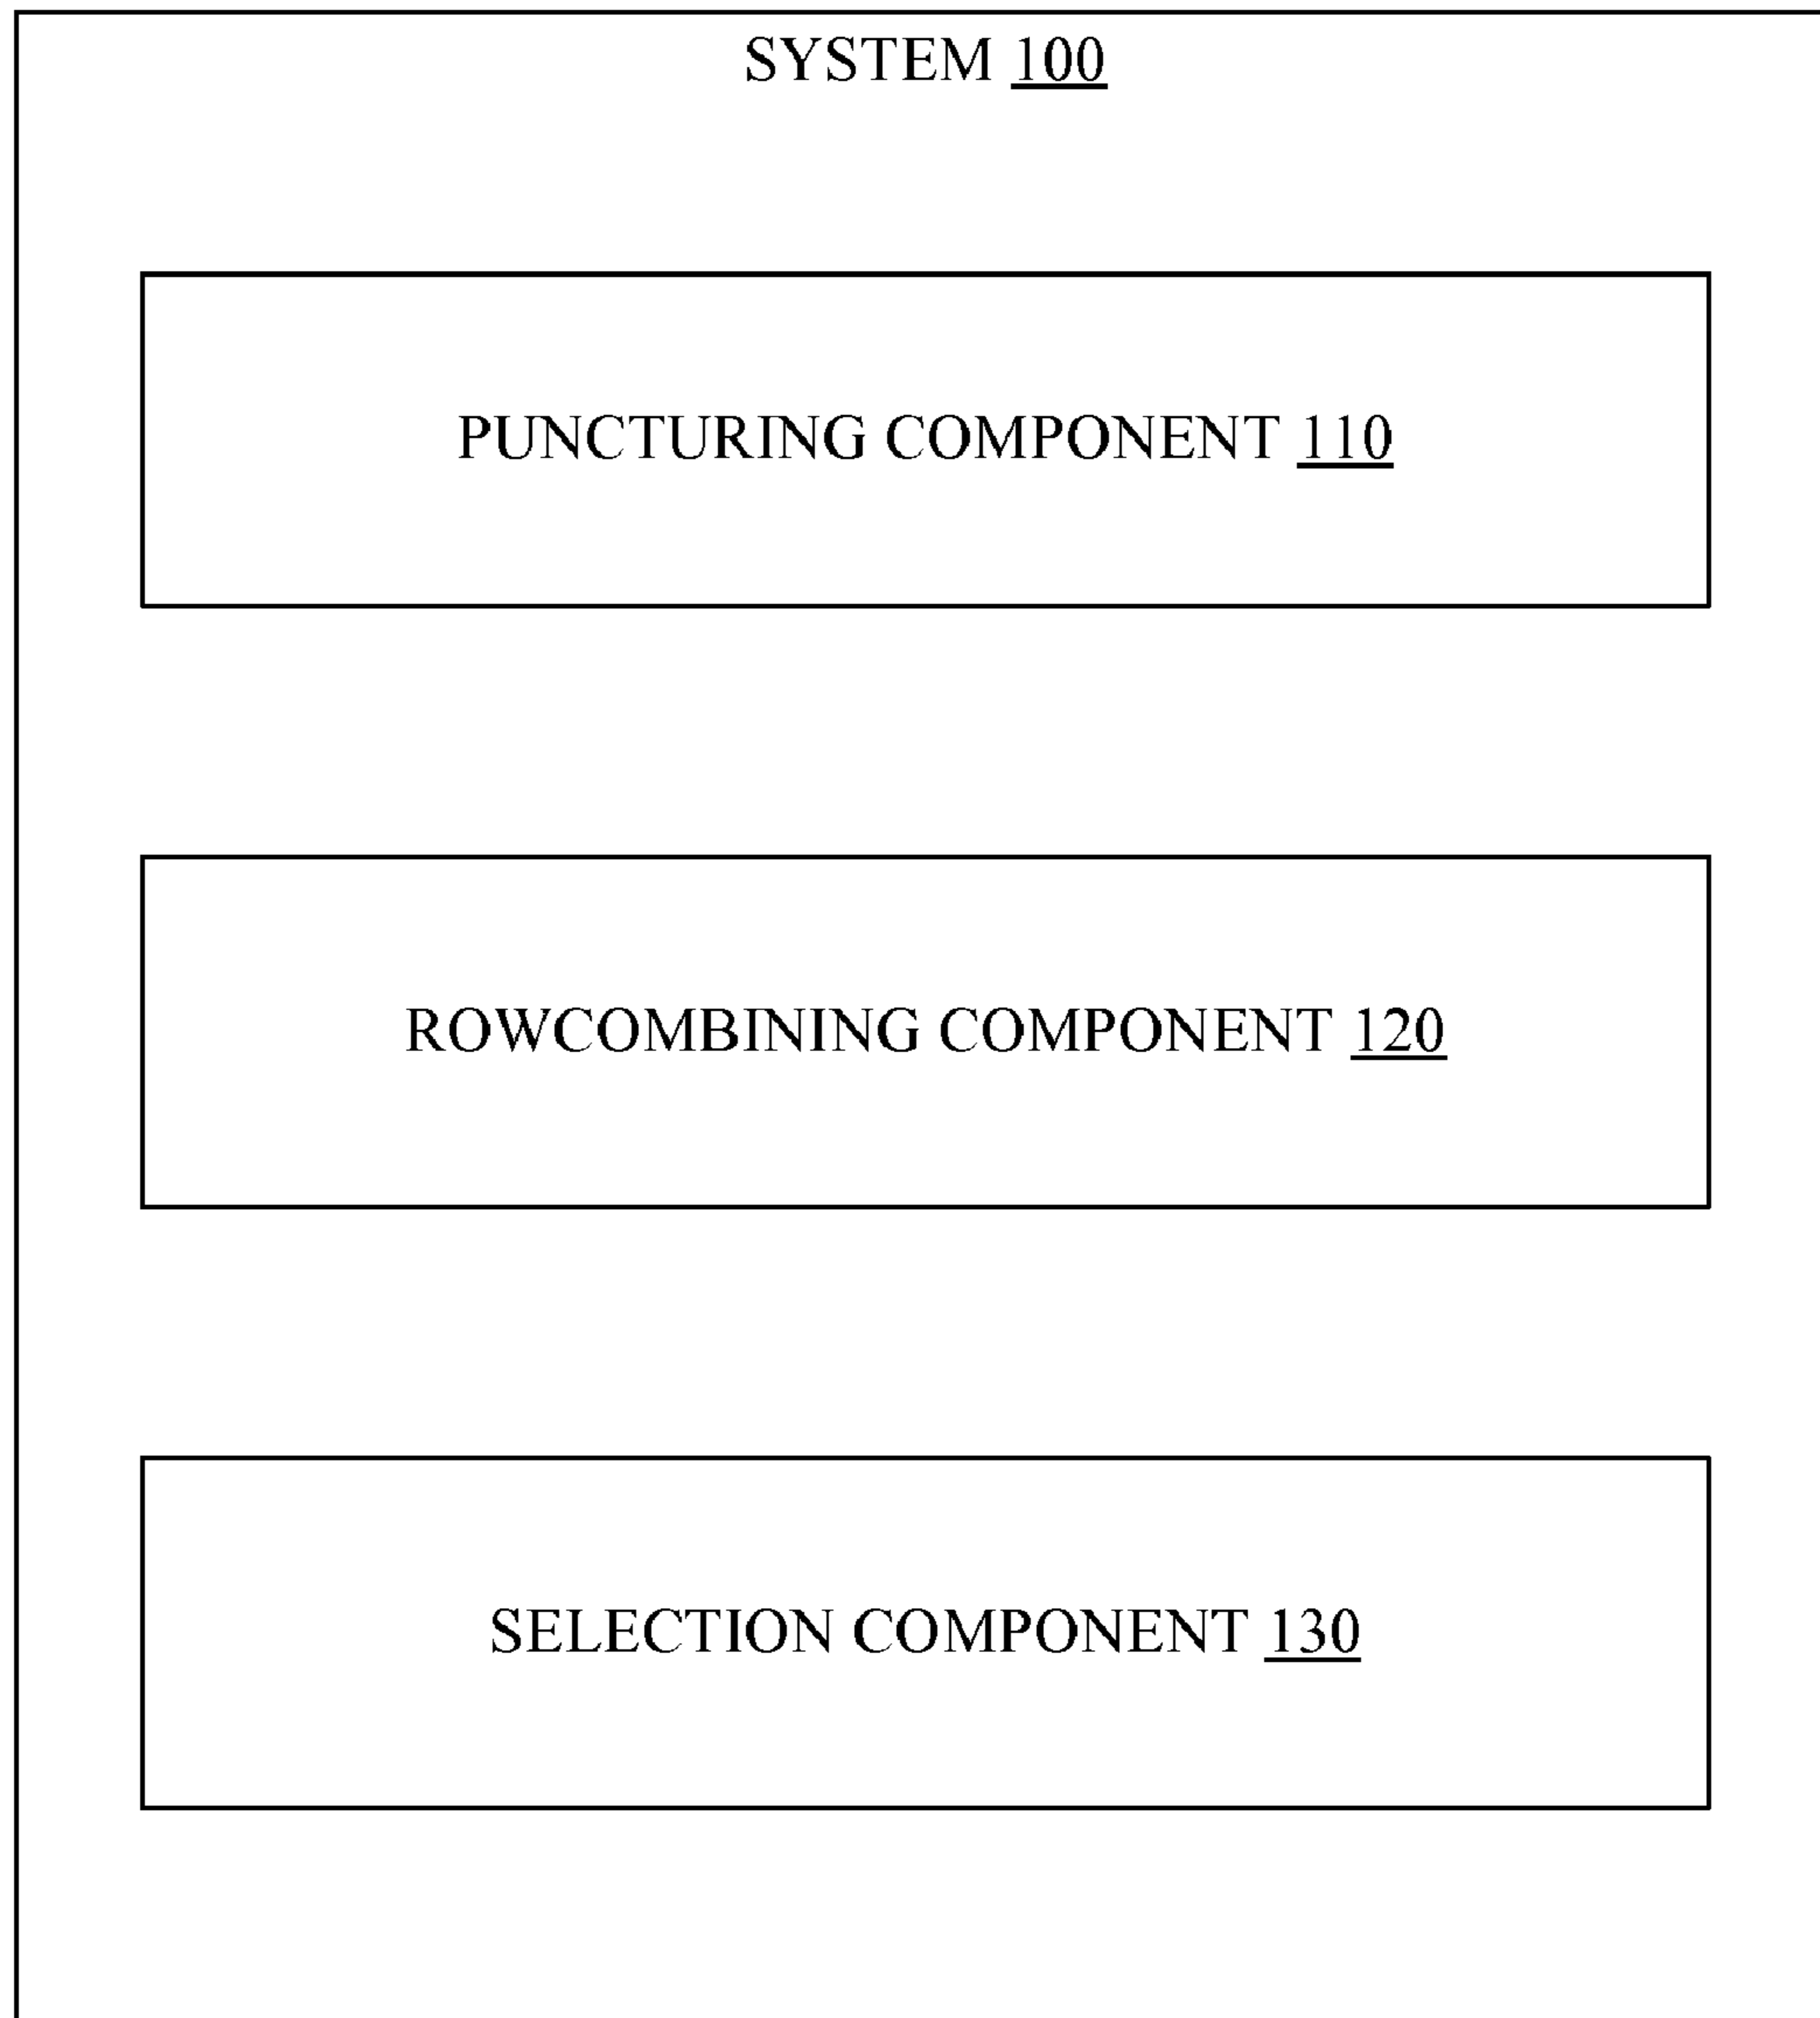 SYSTEM 100
PUNCTURING COMPONENT 110
ROWCOMBINING COMPONENT 120
SELECTION COMPONENT 130